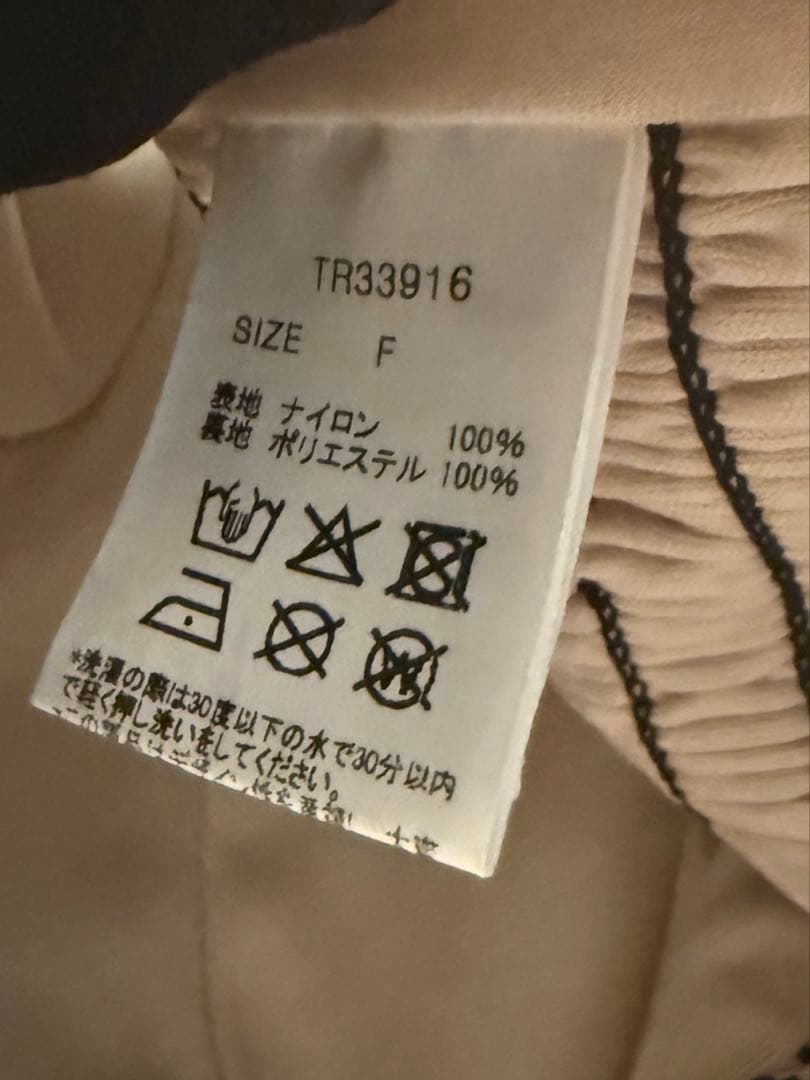 TR33916
SIZE F
表地 ナイロン 100%
裏地 ポリエステル 100%
*洗濯の際は30度以下の水で30分以内
で軽く押し洗いをしてください。